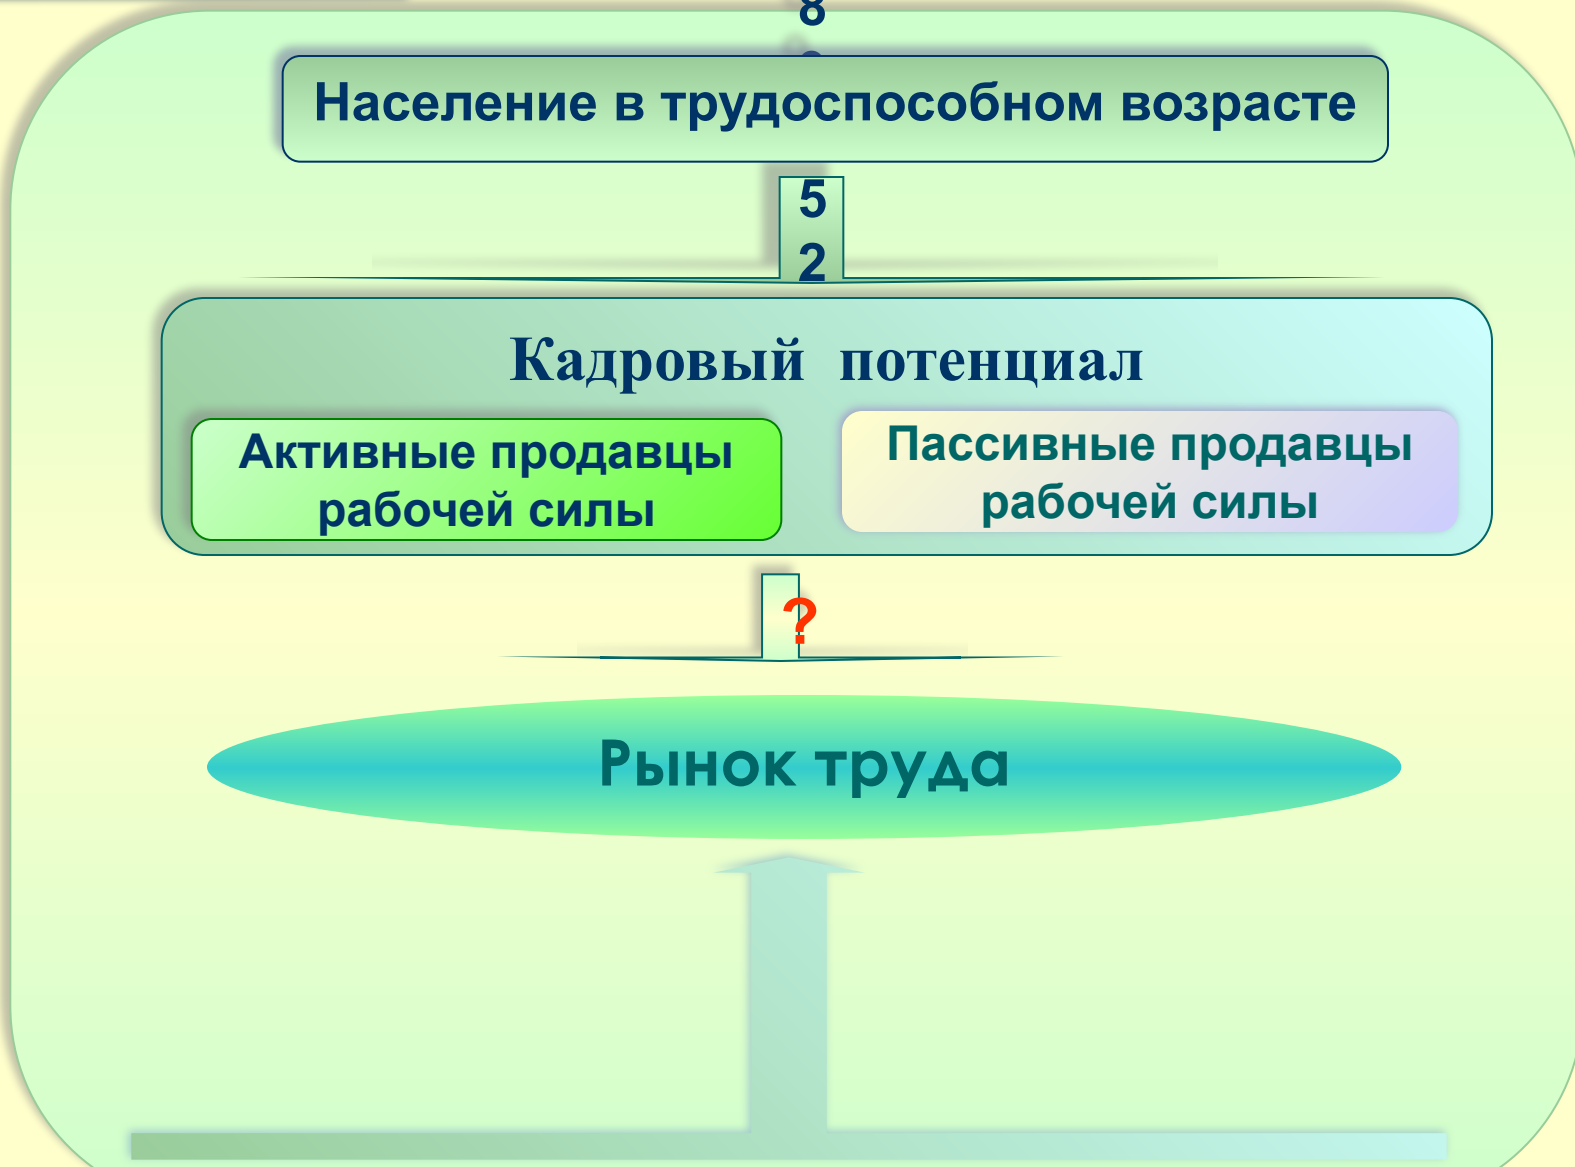 8
Население в трудоспособном возрасте
5
2
Кадровый потенциал
Активные продавцы
рабочей силы
Пассивные продавцы
рабочей силы
?
Рынок труда